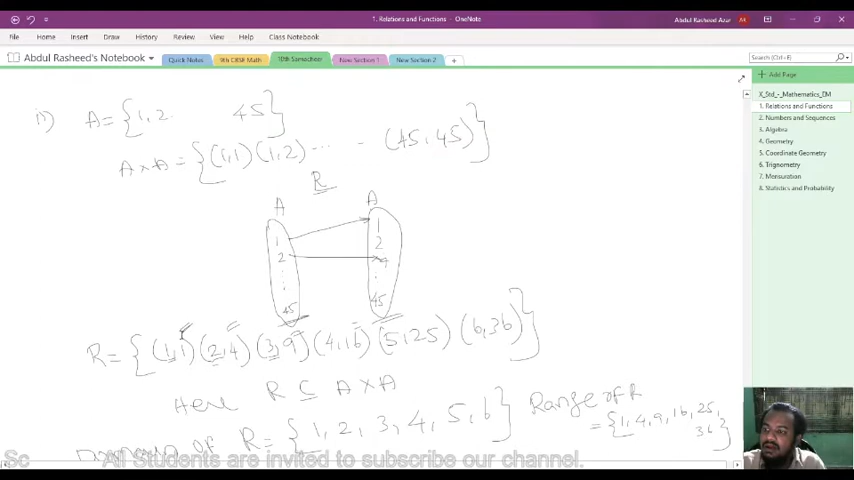 1. Relations and Functions - OneNote
Abdul Rasheed Azar AR
File Home Insert Draw History Review View Help Class Notebook
Abdul Rasheed's Notebook Quick Notes 9th CBSE Math 10th Samacheer New Section 1 New Section 2 +
Search (Ctrl+E)
+ Add Page
X_Std_-_Mathematics_EM
1. Relations and Functions
2. Numbers and Sequences
3. Algebra
4. Geometry
5. Coordinate Geometry
6. Trigonometry
7. Mensuration
8. Statistics and Probability
ii) A = {1, 2. 45}
A×A = {(1,1) (1,2) ... - (45, 45)}
R
A A
1 1
2 2
4
45 45
R = {(1,1) (2,4) (3,9) (4,16) (5,25) (6,36)}
Here R ⊆ A×A
Domain of R = {1, 2, 3, 4, 5, 6}
Range of R
= {1, 4, 9, 16, 25,
36}
Sc All Students are invited to subscribe our channel.